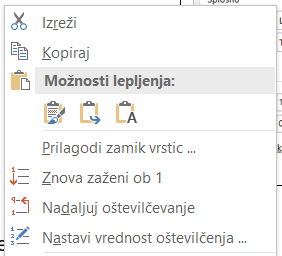 Izreži
Kopiraj
Možnosti lepljenja:
Prilagodi zamik vrstic ...
Znova zaženi ob 1
Nadaljuj oštevilčevanje
Nastavi vrednost oštevilčenja ...